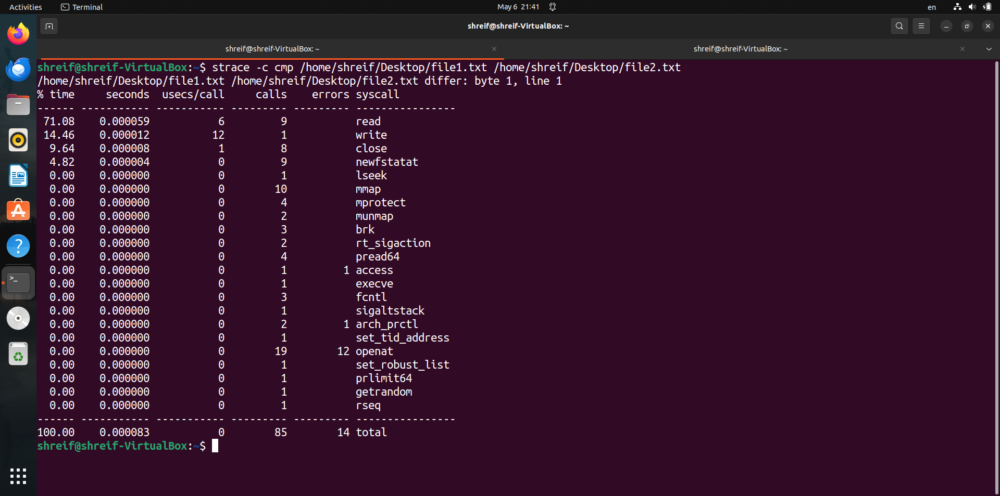 Activities Terminal May 6 21:41 en
shreif@shreif-VirtualBox: ~
shreif@shreif-VirtualBox: ~ shreif@shreif-VirtualBox: ~
shreif@shreif-VirtualBox:~$ strace -c cmp /home/shreif/Desktop/file1.txt /home/shreif/Desktop/file2.txt
/home/shreif/Desktop/file1.txt /home/shreif/Desktop/file2.txt differ: byte 1, line 1
% time     seconds  usecs/call     calls    errors syscall
------ ----------- ----------- --------- --------- ----------------
 71.08    0.000059           6         9           read
 14.46    0.000012          12         1           write
  9.64    0.000008           1         8           close
  4.82    0.000004           0         9           newfstatat
  0.00    0.000000           0         1           lseek
  0.00    0.000000           0        10           mmap
  0.00    0.000000           0         4           mprotect
  0.00    0.000000           0         2           munmap
  0.00    0.000000           0         3           brk
  0.00    0.000000           0         2           rt_sigaction
  0.00    0.000000           0         4           pread64
  0.00    0.000000           0         1         1 access
  0.00    0.000000           0         1           execve
  0.00    0.000000           0         3           fcntl
  0.00    0.000000           0         1           sigaltstack
  0.00    0.000000           0         2         1 arch_prctl
  0.00    0.000000           0         1           set_tid_address
  0.00    0.000000           0        19        12 openat
  0.00    0.000000           0         1           set_robust_list
  0.00    0.000000           0         1           prlimit64
  0.00    0.000000           0         1           getrandom
  0.00    0.000000           0         1           rseq
------ ----------- ----------- --------- --------- ----------------
100.00    0.000083           0        85        14 total
shreif@shreif-VirtualBox:~$